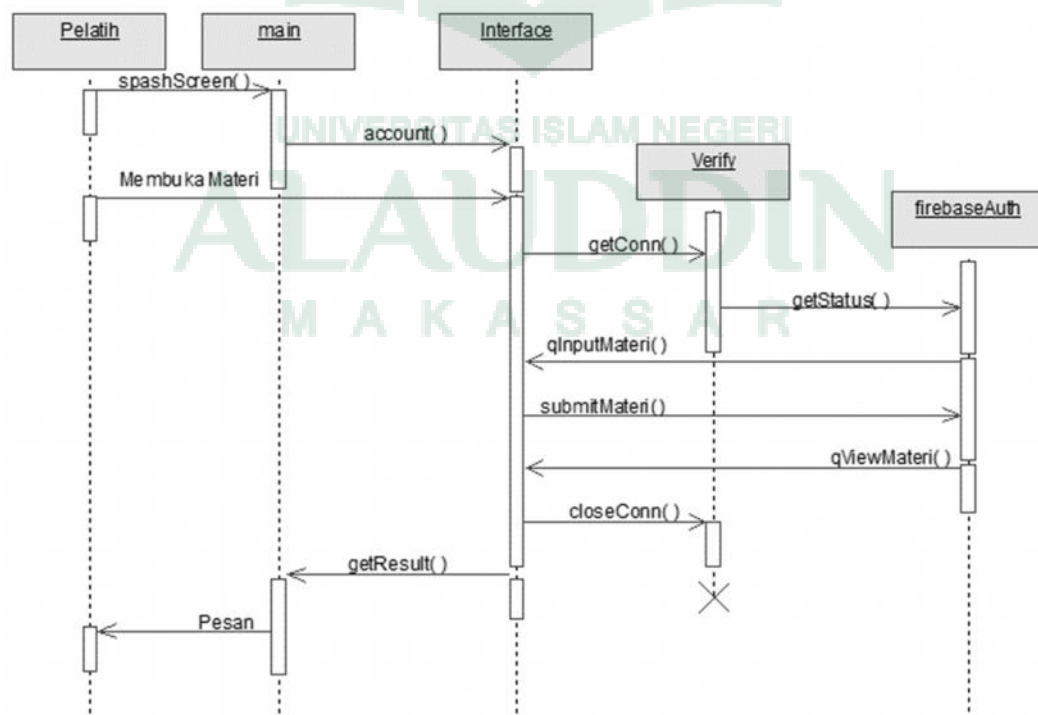 Pelatih
main
Interface
spashScreen( )
UNIVERSITAS ISLAM NEGERI
account( )
Verify
Membuka Materi
firebaseAuth
ALAUDDIN
getConn( )
getStatus( )
MAKASSAR
qInputMateri( )
submitMateri( )
qViewMateri( )
closeConn( )
getResult( )
Pesan